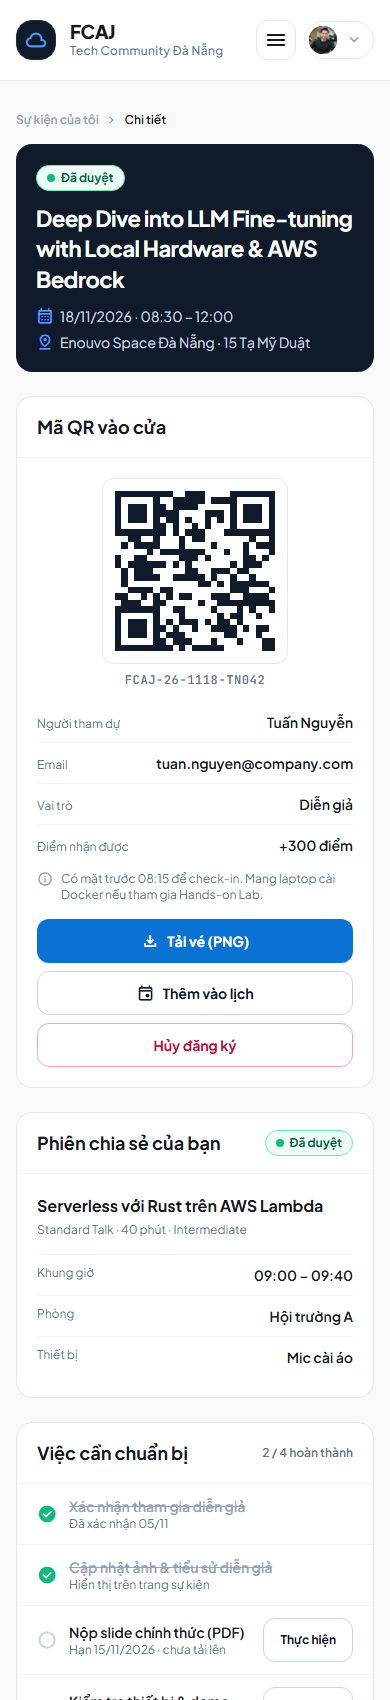 FCAJ
Tech Community Đà Nẵng
Sự kiện của tôi > Chi tiết
Đã duyệt
Deep Dive into LLM Fine-tuning
with Local Hardware & AWS
Bedrock
18/11/2026 · 08:30 – 12:00
Enouvo Space Đà Nẵng · 15 Tạ Mỹ Duật
Mã QR vào cửa
FCAJ-26-1118-TN042
Người tham dự Tuấn Nguyễn
Email tuan.nguyen@company.com
Vai trò Diễn giả
Điểm nhận được +300 điểm
Có mặt trước 08:15 để check-in. Mang laptop cài
Docker nếu tham gia Hands-on Lab.
Tải vé (PNG)
Thêm vào lịch
Hủy đăng ký
Phiên chia sẻ của bạn Đã duyệt
Serverless với Rust trên AWS Lambda
Standard Talk · 40 phút · Intermediate
Khung giờ 09:00 – 09:40
Phòng Hội trường A
Thiết bị Mic cài áo
Việc cần chuẩn bị 2 / 4 hoàn thành
Xác nhận tham gia diễn giả
Đã xác nhận 05/11
Cập nhật ảnh & tiểu sử diễn giả
Hiển thị trên trang sự kiện
Nộp slide chính thức (PDF) Thực hiện
Hạn 15/11/2026 · chưa tải lên